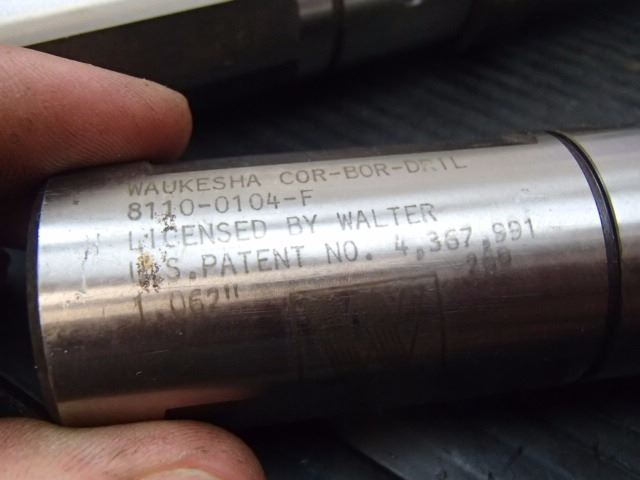 WAUKESHA COR-BOR-DRIL
8110-0104-F
LICENSED BY WALTER
U.S. PATENT NO. 4,367,991
1.062"